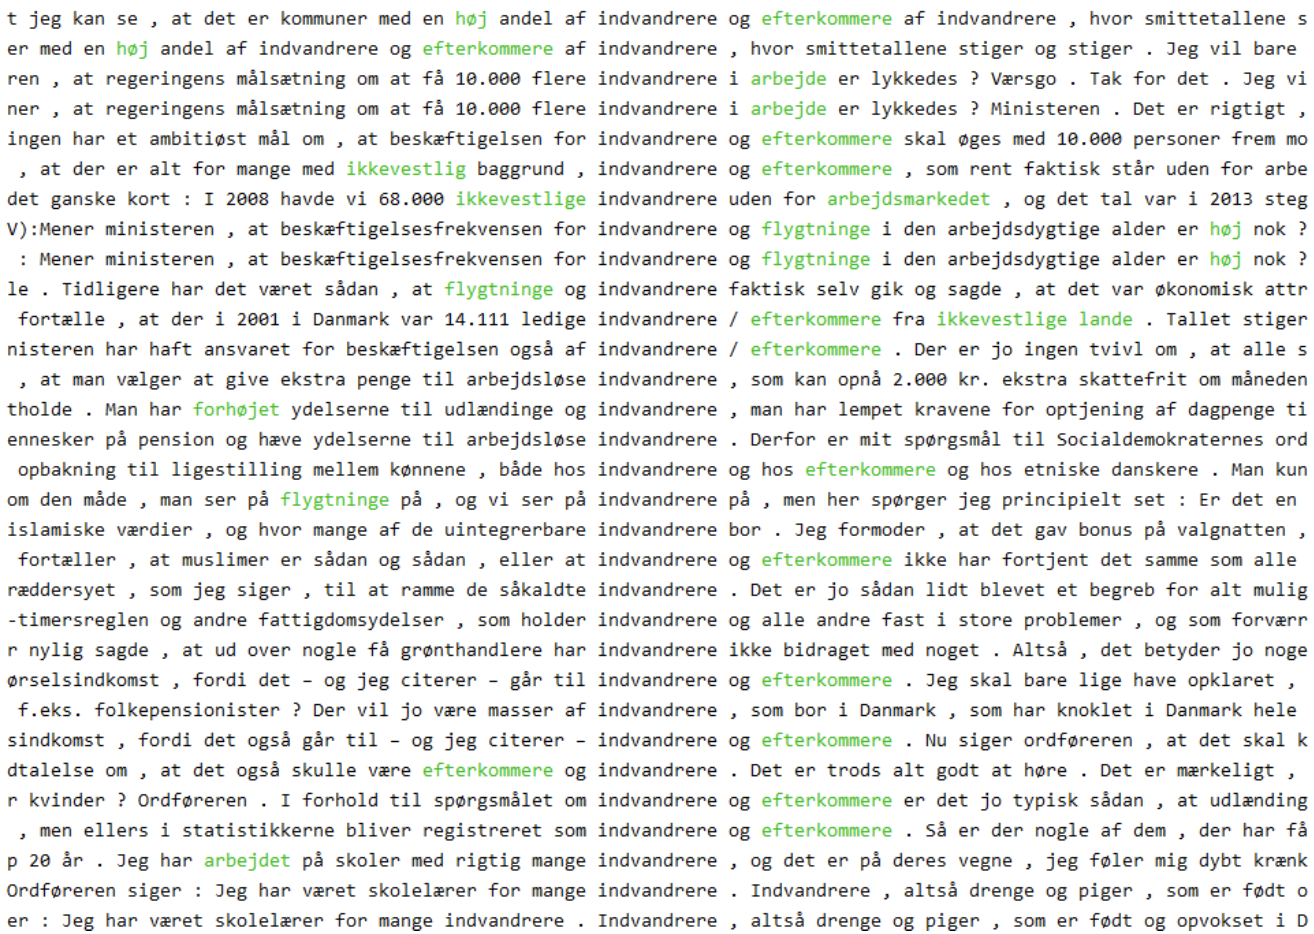 t jeg kan se , at det er kommuner med en høj andel af indvandrere og efterkommere af indvandrere , hvor smittetallene s
er med en høj andel af indvandrere og efterkommere af indvandrere , hvor smittetallene stiger og stiger . Jeg vil bare
ren , at regeringens målsætning om at få 10.000 flere indvandrere i arbejde er lykkedes ? Værsgo . Tak for det . Jeg vi
ner , at regeringens målsætning om at få 10.000 flere indvandrere i arbejde er lykkedes ? Ministeren . Det er rigtigt ,
ingen har et ambitiøst mål om , at beskæftigelsen for indvandrere og efterkommere skal øges med 10.000 personer frem mo
, at der er alt for mange med ikkevestlig baggrund , indvandrere og efterkommere , som rent faktisk står uden for arbe
det ganske kort : I 2008 havde vi 68.000 ikkevestlige indvandrere uden for arbejdsmarkedet , og det tal var i 2013 steg
V):Mener ministeren , at beskæftigelsesfrekvensen for indvandrere og flygtninge i den arbejdsdygtige alder er høj nok ?
: Mener ministeren , at beskæftigelsesfrekvensen for indvandrere og flygtninge i den arbejdsdygtige alder er høj nok ?
le . Tidligere har det været sådan , at flygtninge og indvandrere faktisk selv gik og sagde , at det var økonomisk attr
fortælle , at der i 2001 i Danmark var 14.111 ledige indvandrere / efterkommere fra ikkevestlige lande . Tallet stiger
nisteren har haft ansvaret for beskæftigelsen også af indvandrere / efterkommere . Der er jo ingen tvivl om , at alle s
, at man vælger at give ekstra penge til arbejdsløse indvandrere , som kan opnå 2.000 kr. ekstra skattefrit om måneden
tholde . Man har forhøjet ydelserne til udlændinge og indvandrere , man har lempet kravene for optjening af dagpenge ti
ennesker på pension og hæve ydelserne til arbejdsløse indvandrere . Derfor er mit spørgsmål til Socialdemokraternes ord
opbakning til ligestilling mellem kønnene , både hos indvandrere og hos efterkommere og hos etniske danskere . Man kun
om den måde , man ser på flygtninge på , og vi ser på indvandrere på , men her spørger jeg principielt set : Er det en
islamiske værdier , og hvor mange af de uintegrerbare indvandrere bor . Jeg formoder , at det gav bonus på valgnatten ,
fortæller , at muslimer er sådan og sådan , eller at indvandrere og efterkommere ikke har fortjent det samme som alle
ræddersyet , som jeg siger , til at ramme de såkaldte indvandrere . Det er jo sådan lidt blevet et begreb for alt mulig
-timersreglen og andre fattigdomsydelser , som holder indvandrere og alle andre fast i store problemer , og som forværr
r nylig sagde , at ud over nogle få grønthandlere har indvandrere ikke bidraget med noget . Altså , det betyder jo noge
ørselsindkomst , fordi det – og jeg citerer – går til indvandrere og efterkommere . Jeg skal bare lige have opklaret ,
f.eks. folkepensionister ? Der vil jo være masser af indvandrere , som bor i Danmark , som har knoklet i Danmark hele
sindkomst , fordi det også går til – og jeg citerer – indvandrere og efterkommere . Nu siger ordføreren , at det skal k
dtalelse om , at det også skulle være efterkommere og indvandrere . Det er trods alt godt at høre . Det er mærkeligt ,
r kvinder ? Ordføreren . I forhold til spørgsmålet om indvandrere og efterkommere er det jo typisk sådan , at udlænding
, men ellers i statistikkerne bliver registreret som indvandrere og efterkommere . Så er der nogle af dem , der har få
p 20 år . Jeg har arbejdet på skoler med rigtig mange indvandrere , og det er på deres vegne , jeg føler mig dybt krænk
Ordføreren siger : Jeg har været skolelærer for mange indvandrere . Indvandrere , altså drenge og piger , som er født o
er : Jeg har været skolelærer for mange indvandrere . Indvandrere , altså drenge og piger , som er født og opvokset i D